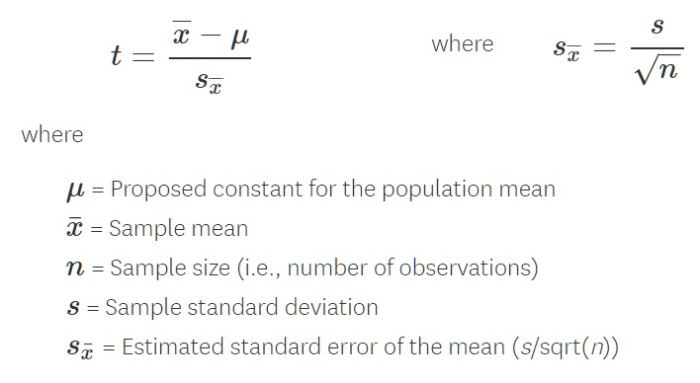 t = (x̄ − μ) / s_x̄ where s_x̄ = s / √n
where
μ = Proposed constant for the population mean
x̄ = Sample mean
n = Sample size (i.e., number of observations)
s = Sample standard deviation
s_x̄ = Estimated standard error of the mean (s/sqrt(n))